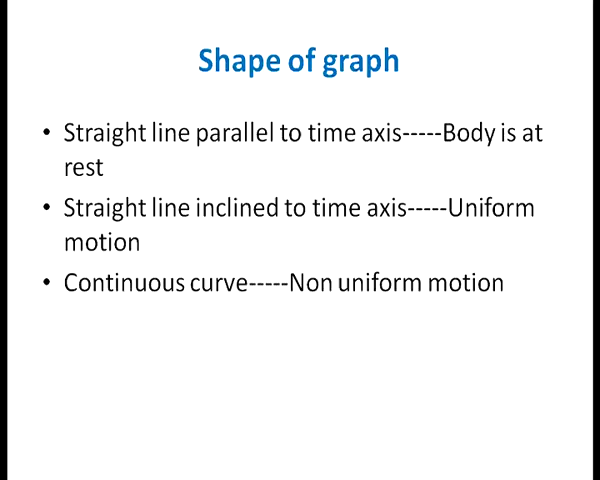 Shape of graph
• Straight line parallel to time axis-----Body is at
rest
• Straight line inclined to time axis-----Uniform
motion
• Continuous curve-----Non uniform motion